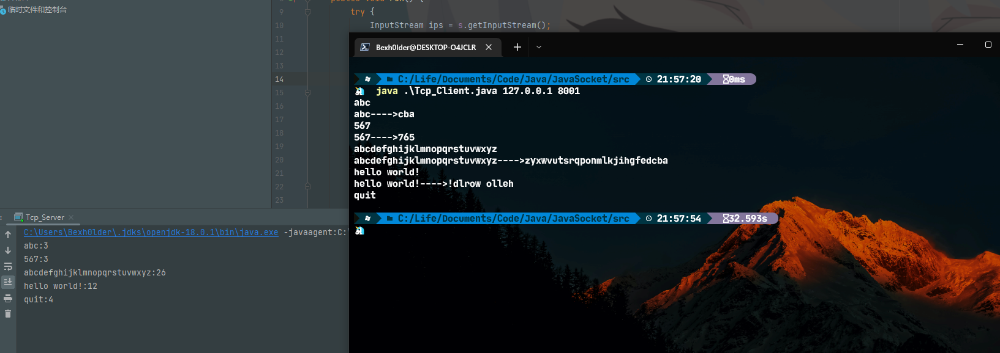 临时文件和控制台
9 try {
10 InputStream ips = s.getInputStream();
11
12
13
14
15
16
17
18
19
20
21
22
23
Bexh0lder@DESKTOP-O4JCLR
C:/Life/Documents/Code/Java/JavaSocket/src 21:57:20 0ms
java .\Tcp_Client.java 127.0.0.1 8001
abc
abc---->cba
567
567---->765
abcdefghijklmnopqrstuvwxyz
abcdefghijklmnopqrstuvwxyz---->zyxwvutsrqponmlkjihgfedcba
hello world!
hello world!---->!dlrow olleh
quit
C:/Life/Documents/Code/Java/JavaSocket/src 21:57:54 32.593s
Tcp_Server
C:\Users\Bexh0lder\.jdks\openjdk-18.0.1\bin\java.exe -javaagent:C:\
abc:3
567:3
abcdefghijklmnopqrstuvwxyz:26
hello world!:12
quit:4